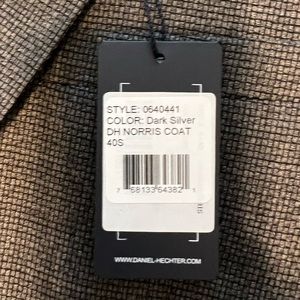 STYLE: 0640441
COLOR: Dark Silver
DH NORRIS COAT
40S
7 68133 64382 1
WWW.DANIEL-HECHTER.COM